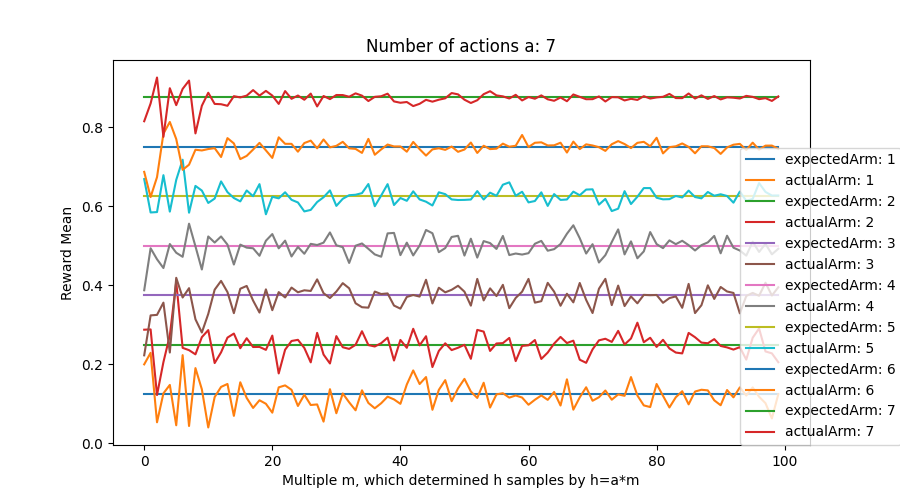 Number of actions a: 7
Reward Mean
0.8
0.6
0.4
0.2
0.0
0
20
40
60
80
100
Multiple m, which determined h samples by h=a*m
expectedArm: 1
actualArm: 1
expectedArm: 2
actualArm: 2
expectedArm: 3
actualArm: 3
expectedArm: 4
actualArm: 4
expectedArm: 5
actualArm: 5
expectedArm: 6
actualArm: 6
expectedArm: 7
actualArm: 7